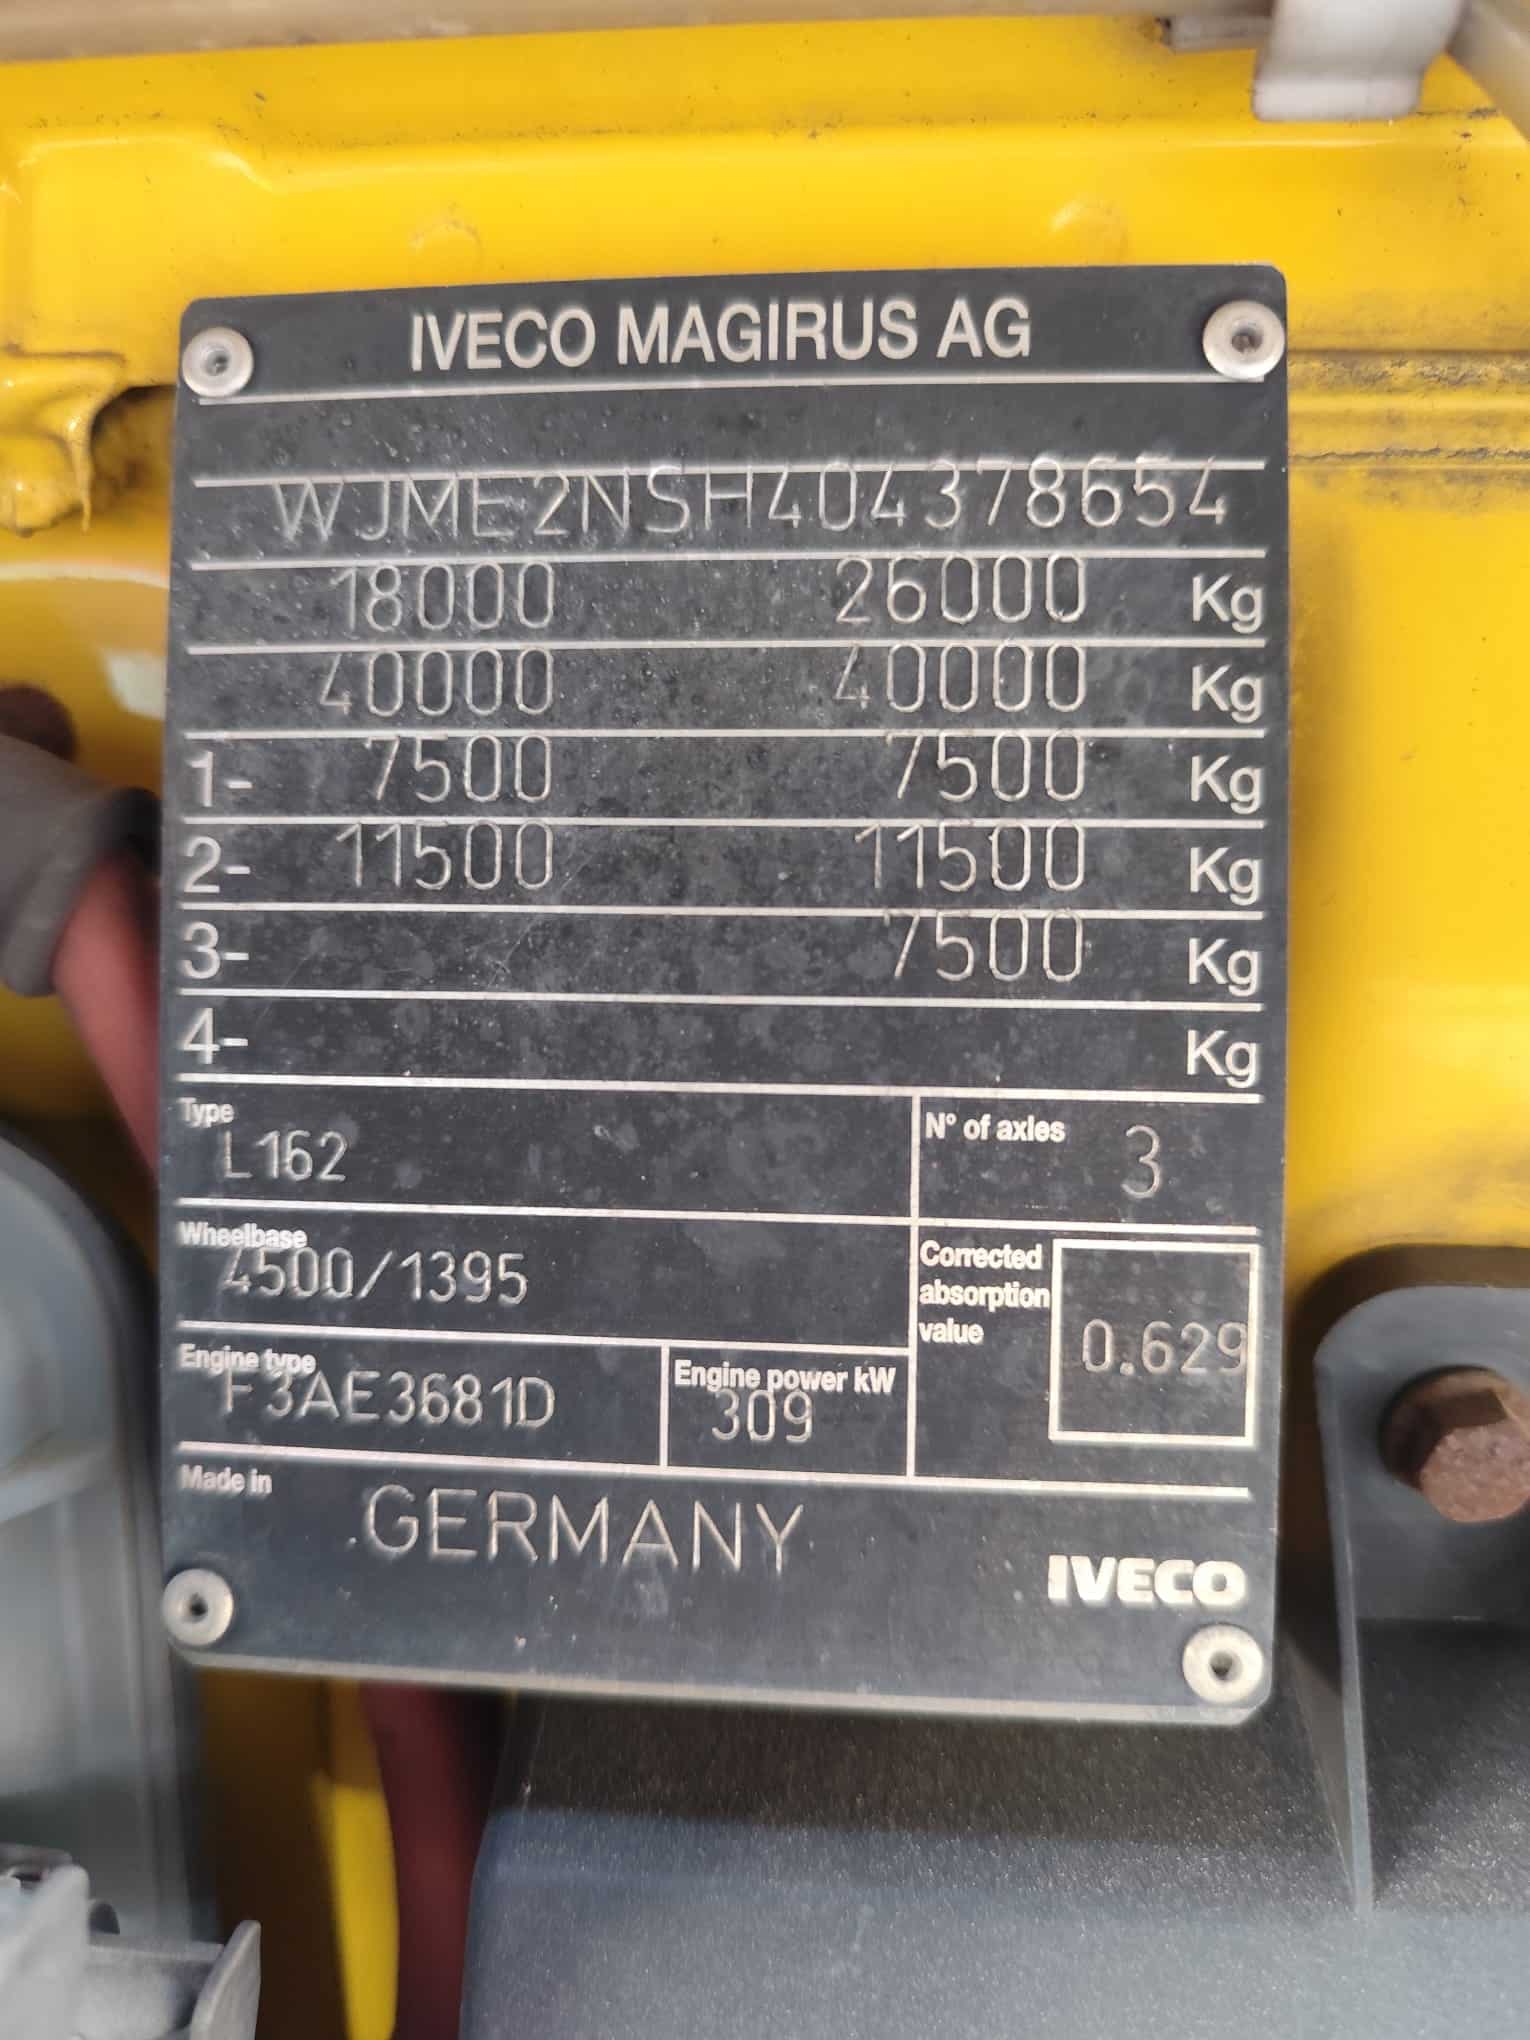 IVECO MAGIRUS AG
WJME2NSH404378654
18000 26000 Kg
40000 40000 Kg
1- 7500 7500 Kg
2- 11500 11500 Kg
3- 7500 Kg
4- Kg
Type
L162
N° of axles 3
Wheelbase
4500/1395
Corrected
absorption
value
0.629
Engine type
F3AE3681D
Engine power kW
309
Made in
.GERMANY
IVECO